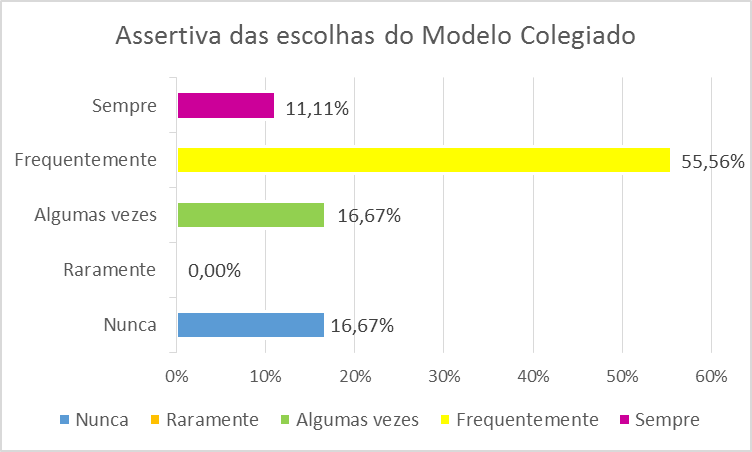 Assertiva das escolhas do Modelo Colegiado
Sempre
11,11%
Frequentemente
55,56%
Algumas vezes
16,67%
Raramente
0,00%
Nunca
16,67%
0% 10% 20% 30% 40% 50% 60%
Nunca Raramente Algumas vezes Frequentemente Sempre